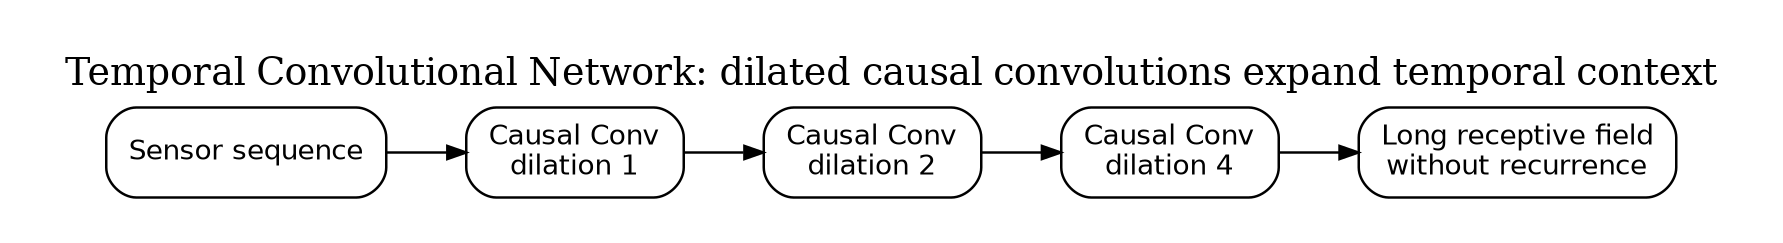 Temporal Convolutional Network: dilated causal convolutions expand temporal context
Sensor sequence
Causal Conv
dilation 1
Causal Conv
dilation 2
Causal Conv
dilation 4
Long receptive field
without recurrence